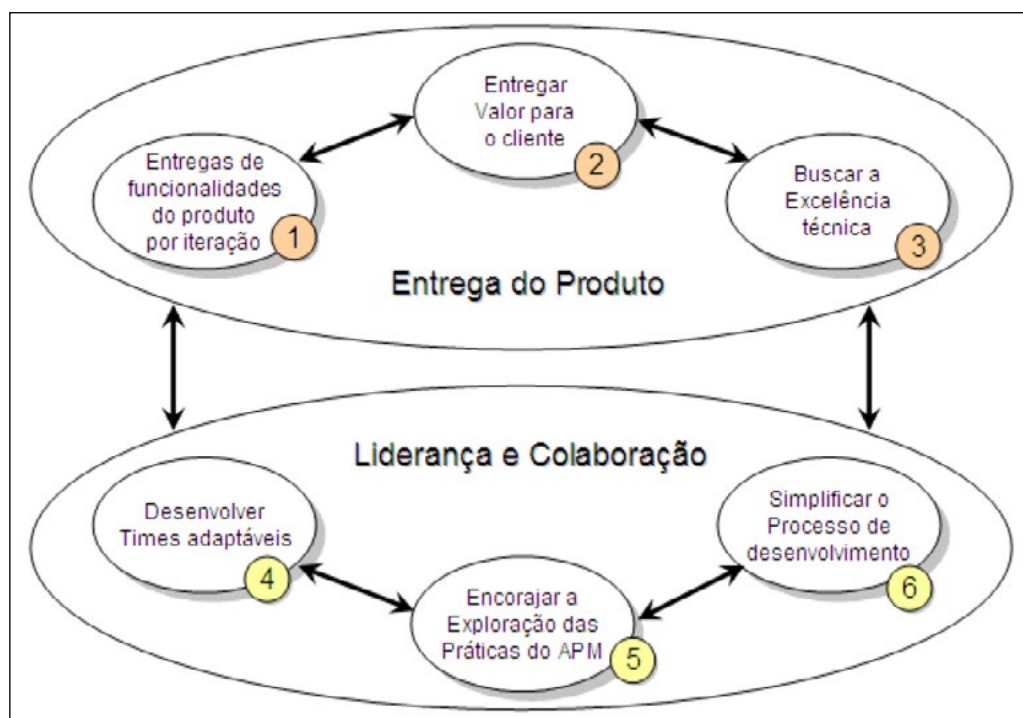 Entregar
Valor para
o cliente
2
Entregas de
funcionalidades
do produto
por iteração
1
Buscar a
Excelência
técnica
3
Entrega do Produto
Liderança e Colaboração
Desenvolver
Times adaptáveis
4
Encorajar a
Exploração das
Práticas do APM
5
Simplificar o
Processo de
desenvolvimento
6